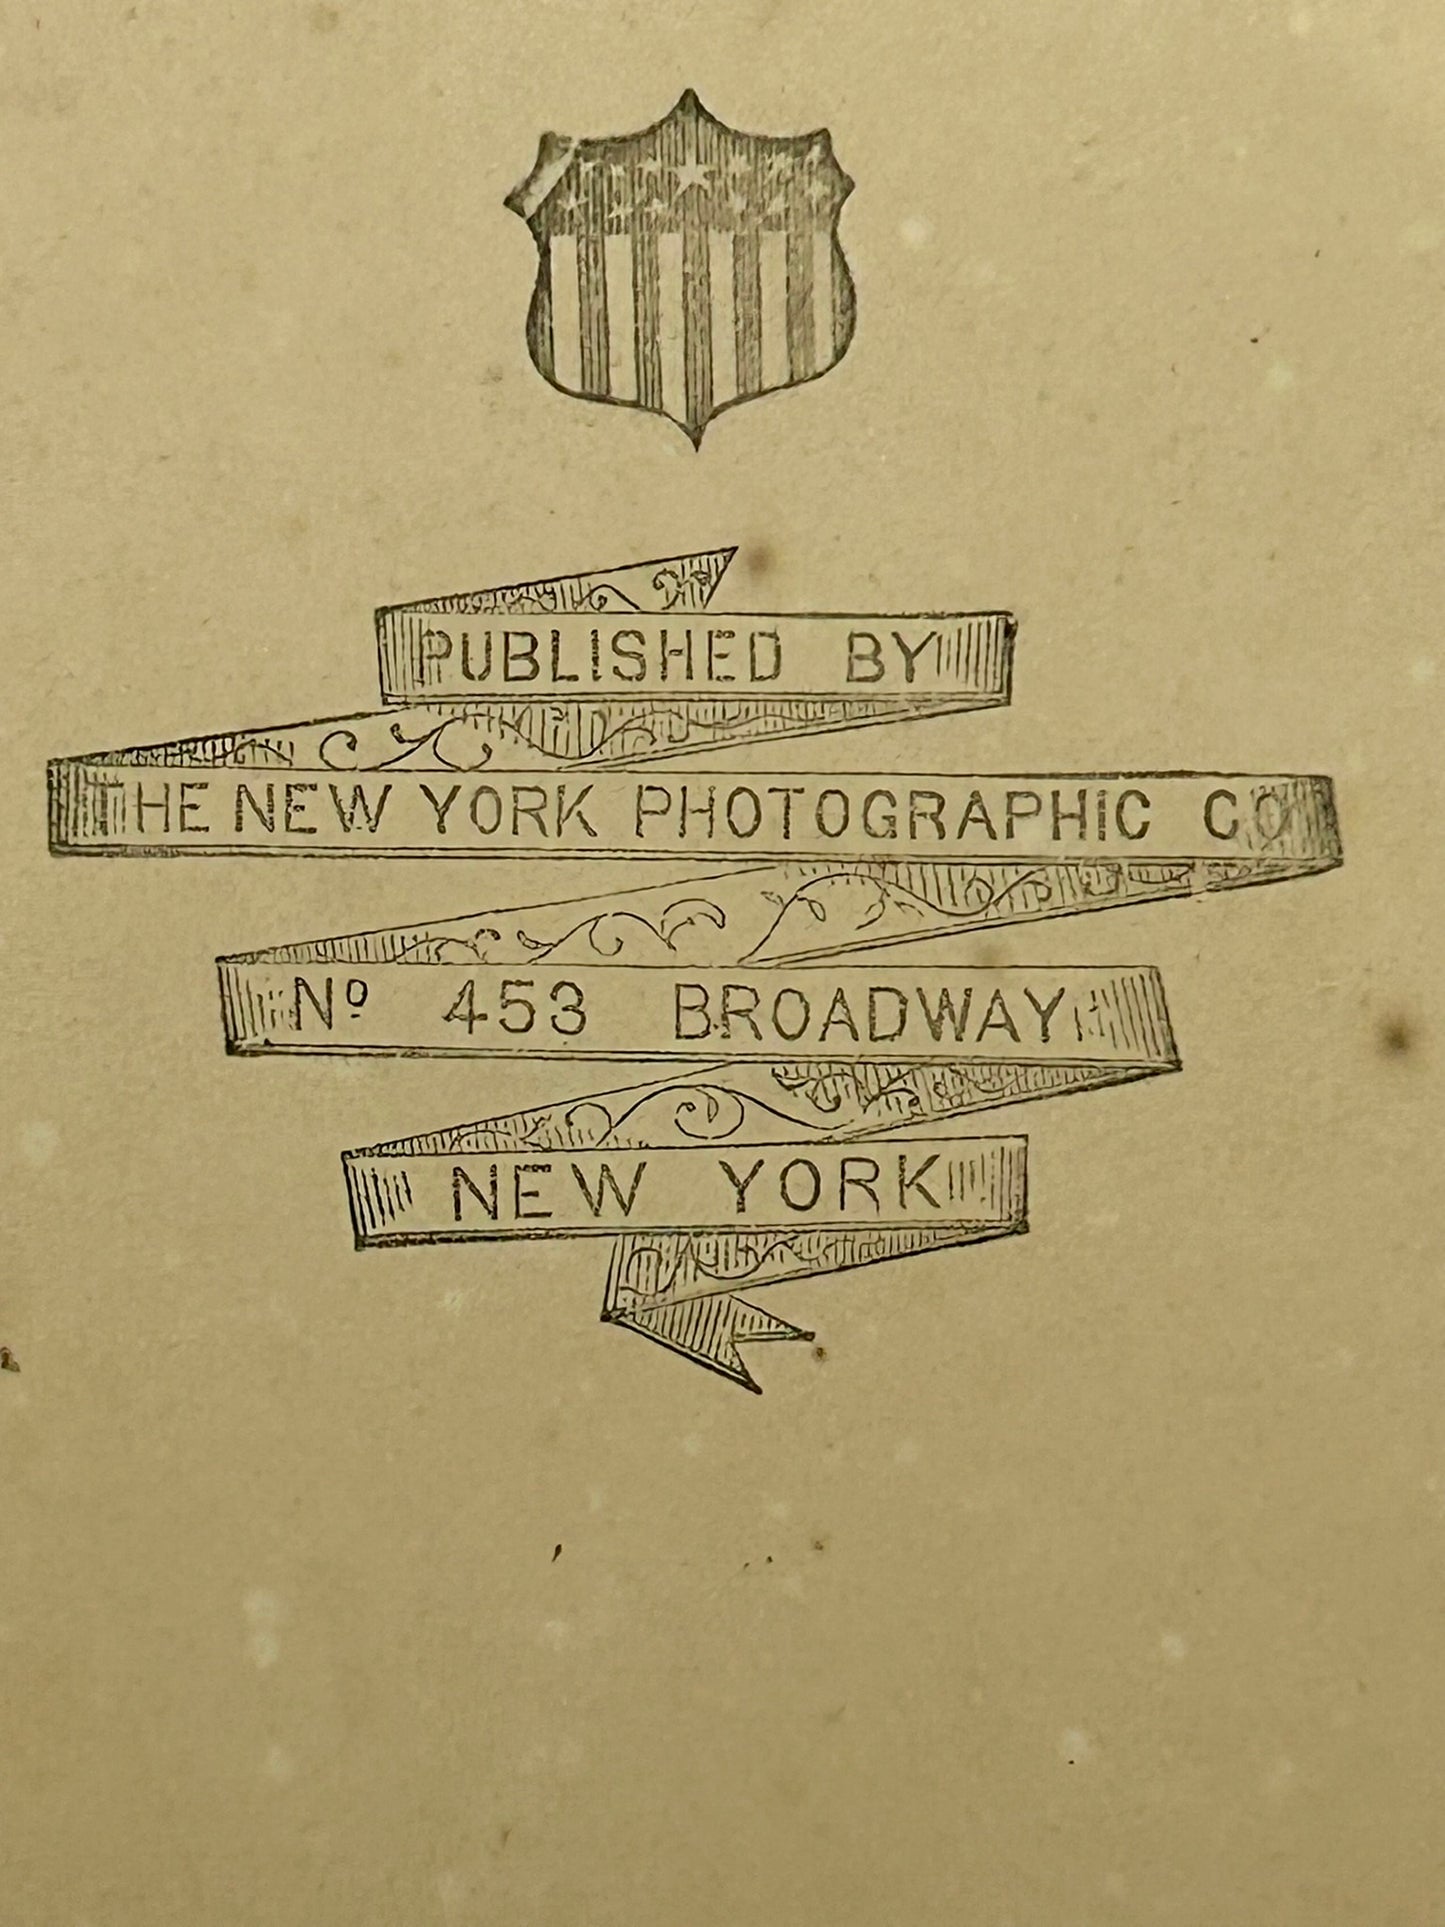 PUBLISHED BY
THE NEW YORK PHOTOGRAPHIC CO
Nº 453 BROADWAY
NEW YORK